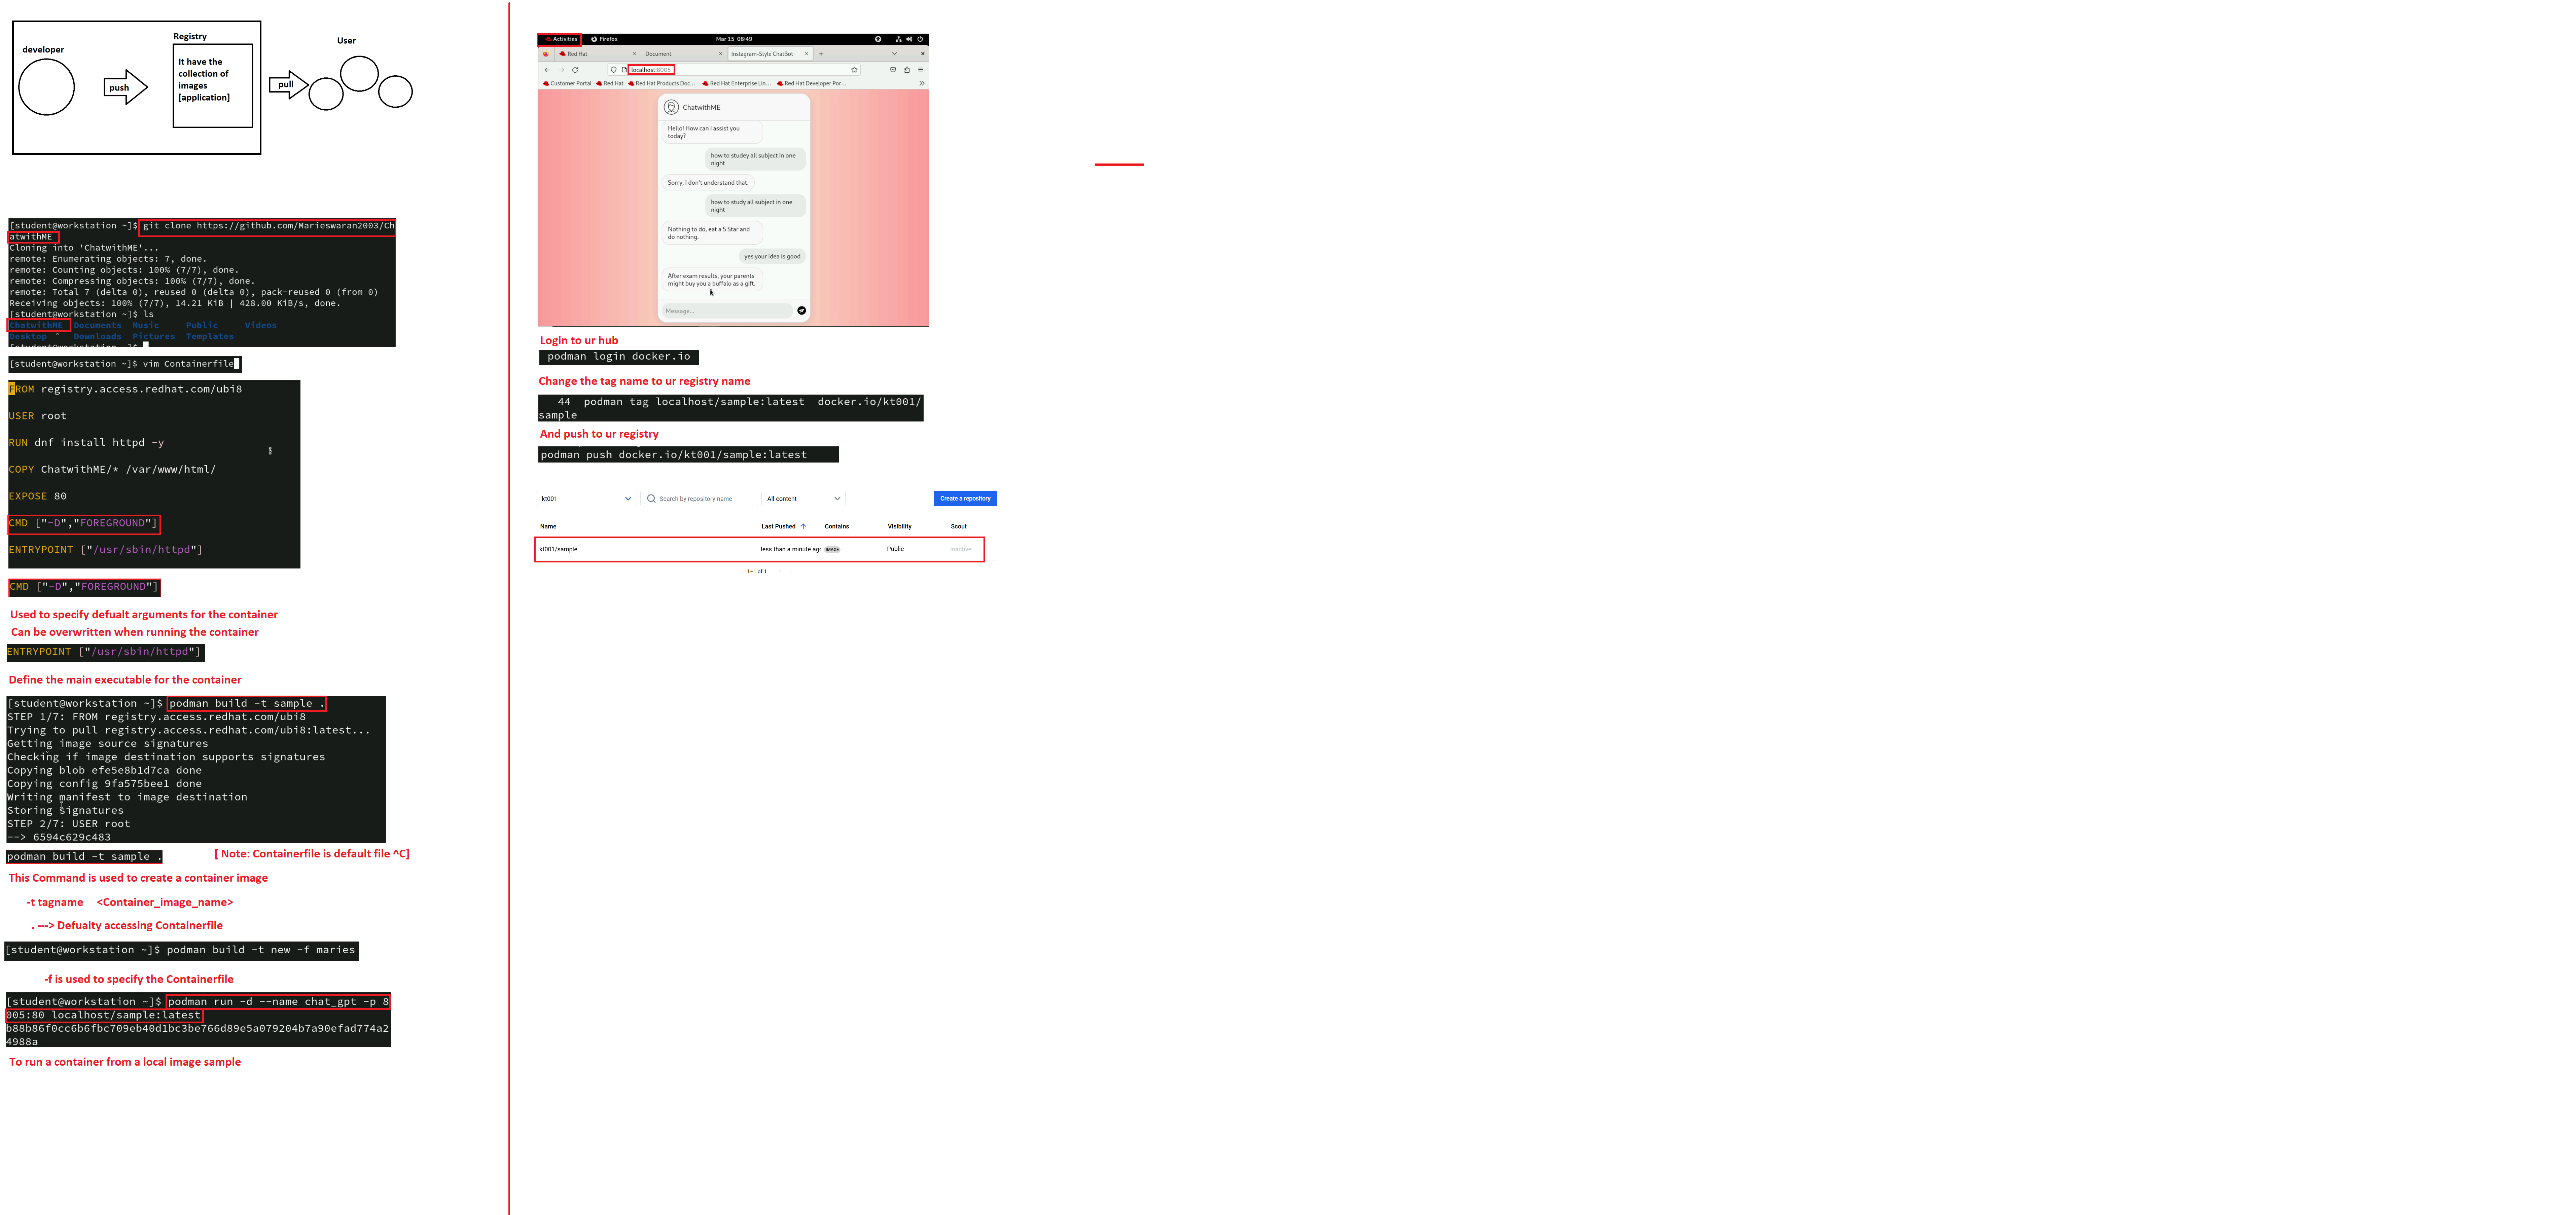 developer
push
Registry
It have the
collection of
images
[application]
pull
User
[student@workstation ~]$ git clone https://github.com/Marieswaran2003/Ch
atwithME
Cloning into 'ChatwithME'...
remote: Enumerating objects: 7, done.
remote: Counting objects: 100% (7/7), done.
remote: Compressing objects: 100% (7/7), done.
remote: Total 7 (delta 0), reused 0 (delta 0), pack-reused 0 (from 0)
Receiving objects: 100% (7/7), 14.21 KiB | 428.00 KiB/s, done.
[student@workstation ~]$ ls
ChatwithME Documents Music Public Videos
Desktop Downloads Pictures Templates
[student@workstation ~]$ vim Containerfile
FROM registry.access.redhat.com/ubi8
USER root
RUN dnf install httpd -y
COPY ChatwithME/* /var/www/html/
EXPOSE 80
CMD ["-D","FOREGROUND"]
ENTRYPOINT ["/usr/sbin/httpd"]
CMD ["-D","FOREGROUND"]
Used to specify defualt arguments for the container
Can be overwritten when running the container
ENTRYPOINT ["/usr/sbin/httpd"]
Define the main executable for the container
[student@workstation ~]$ podman build -t sample .
STEP 1/7: FROM registry.access.redhat.com/ubi8
Trying to pull registry.access.redhat.com/ubi8:latest...
Getting image source signatures
Checking if image destination supports signatures
Copying blob efe5e8b1d7ca done
Copying config 9fa575bee1 done
Writing manifest to image destination
Storing signatures
STEP 2/7: USER root
--> 6594c629c483
podman build -t sample .
[ Note: Containerfile is default file ^C]
This Command is used to create a container image
-t tagname <Container_image_name>
. ---> Defualty accessing Containerfile
[student@workstation ~]$ podman build -t new -f maries
-f is used to specify the Containerfile
[student@workstation ~]$ podman run -d --name chat_gpt -p 8
005:80 localhost/sample:latest
b88b86f0cc6b6fbc709eb40d1bc3be766d89e5a079204b7a90efad774a2
4988a
To run a container from a local image sample
Activities Firefox Mar 15 08:49
Red Hat Document Instagram-Style ChatBot
localhost:8005
Customer Portal Red Hat Red Hat Products Doc... Red Hat Enterprise Lin... Red Hat Developer Por...
ChatwithME
Hello! How can I assist you
today?
how to studey all subject in one
night
Sorry, I don't understand that.
how to study all subject in one
night
Nothing to do, eat a 5 Star and
do nothing.
yes your idea is good
After exam results, your parents
might buy you a buffalo as a gift.
Message...
Login to ur hub
podman login docker.io
Change the tag name to ur registry name
44 podman tag localhost/sample:latest docker.io/kt001/
sample
And push to ur registry
podman push docker.io/kt001/sample:latest
kt001 Search by repository name All content Create a repository
Name Last Pushed Contains Visibility Scout
kt001/sample less than a minute ago IMAGE Public Inactive
1–1 of 1